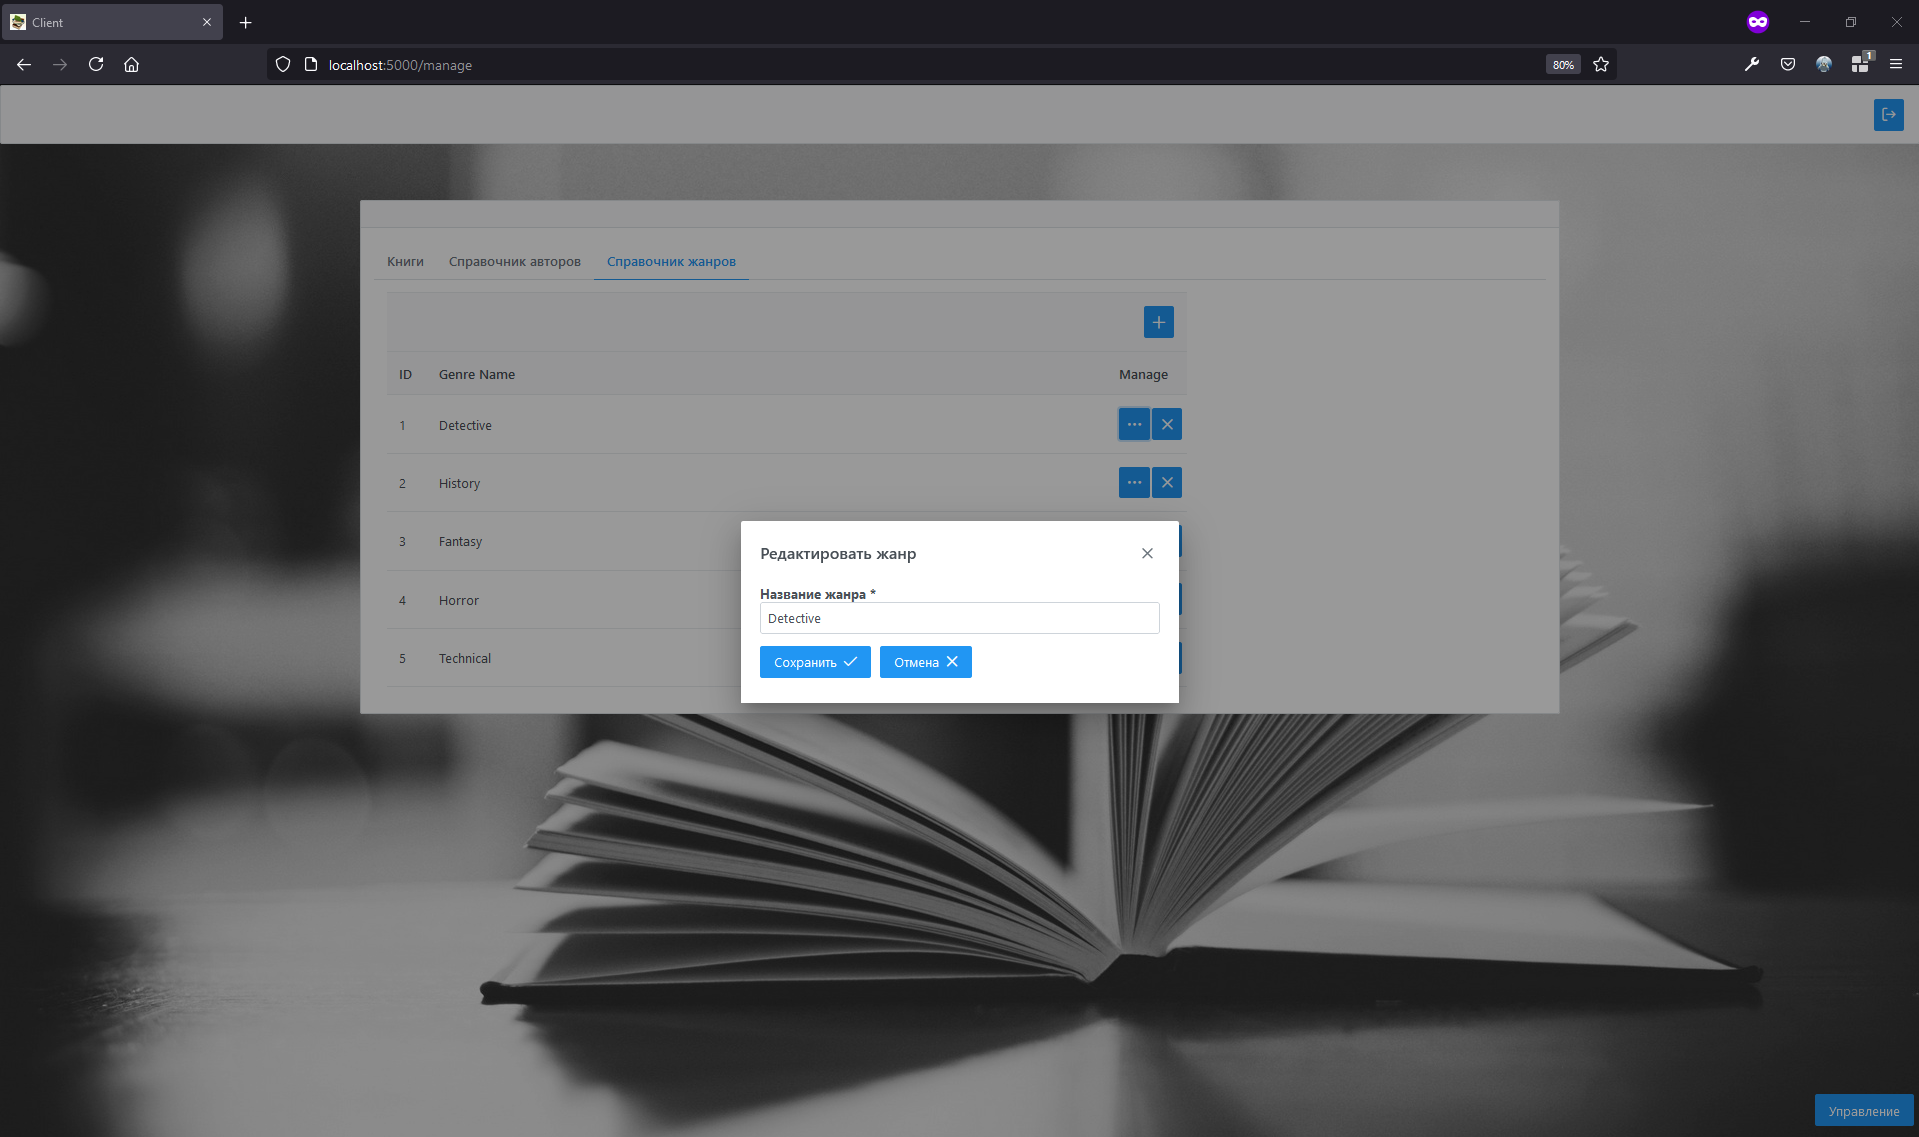 Client
localhost:5000/manage
80%
1
Книги Справочник авторов Справочник жанров
ID Genre Name Manage
1 Detective
2 History
3 Fantasy
4 Horror
5 Technical
Редактировать жанр
Название жанра *
Detective
Сохранить Отмена
Управление